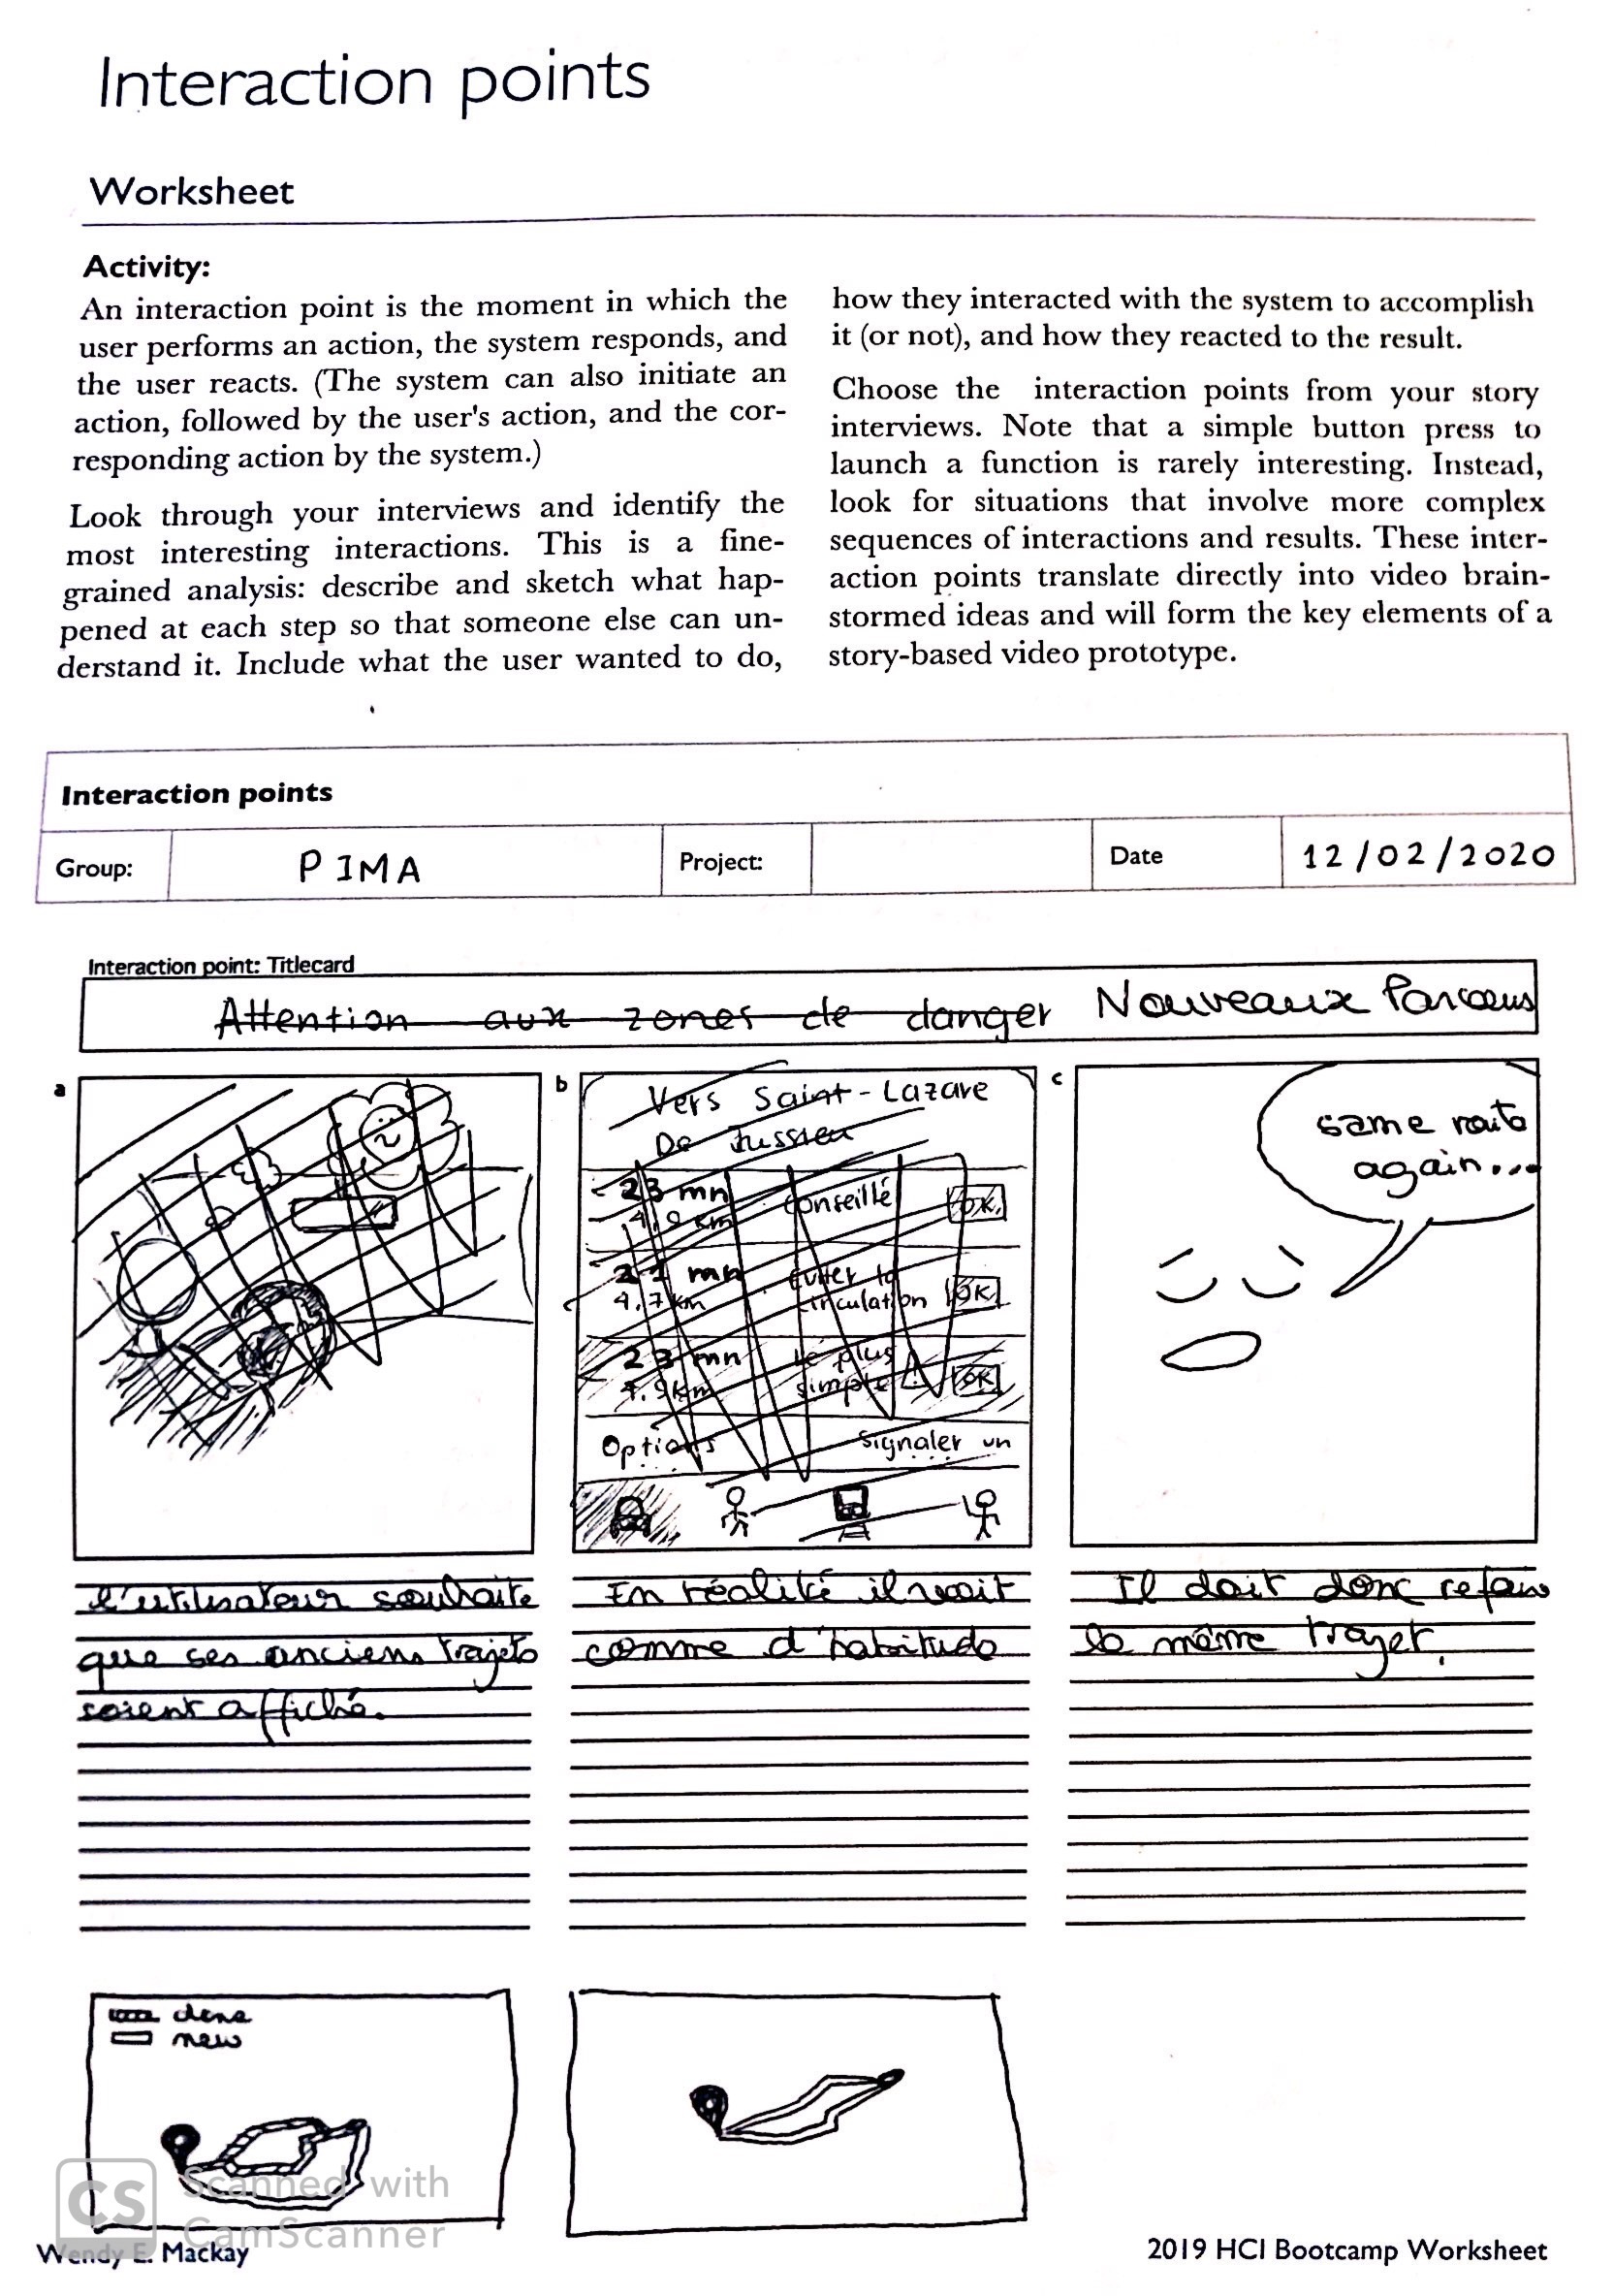 Interaction points
Worksheet
Activity:
An interaction point is the moment in which the
user performs an action, the system responds, and
the user reacts. (The system can also initiate an
action, followed by the user's action, and the cor-
responding action by the system.)
Look through your interviews and identify the
most interesting interactions. This is a fine-
grained analysis: describe and sketch what hap-
pened at each step so that someone else can un-
derstand it. Include what the user wanted to do,
how they interacted with the system to accomplish
it (or not), and how they reacted to the result.
Choose the interaction points from your story
interviews. Note that a simple button press to
launch a function is rarely interesting. Instead,
look for situations that involve more complex
sequences of interactions and results. These inter-
action points translate directly into video brain-
stormed ideas and will form the key elements of a
story-based video prototype.
Interaction points
Group: PIMA Project: Date 12/02/2020
Interaction point: Titlecard
Attention aux zones de danger Nouveaux Parcours
a
b
Vers Saint-Lazare
De Jussieu
23 mn conseillé OK
4,9 km
21 mn éviter la
4,7 km circulation OK
23 mn le plus
4,9 km simple OK
Options Signaler un
c
same
again...
l'utilisateur souhaite
que ses anciens trajets
soient affiché.
En réalité il voit
comme d'habitude
Il doit donc refaire
le même trajet.
done
new
CS Scanned with
CamScanner
Wendy E. Mackay
2019 HCI Bootcamp Worksheet